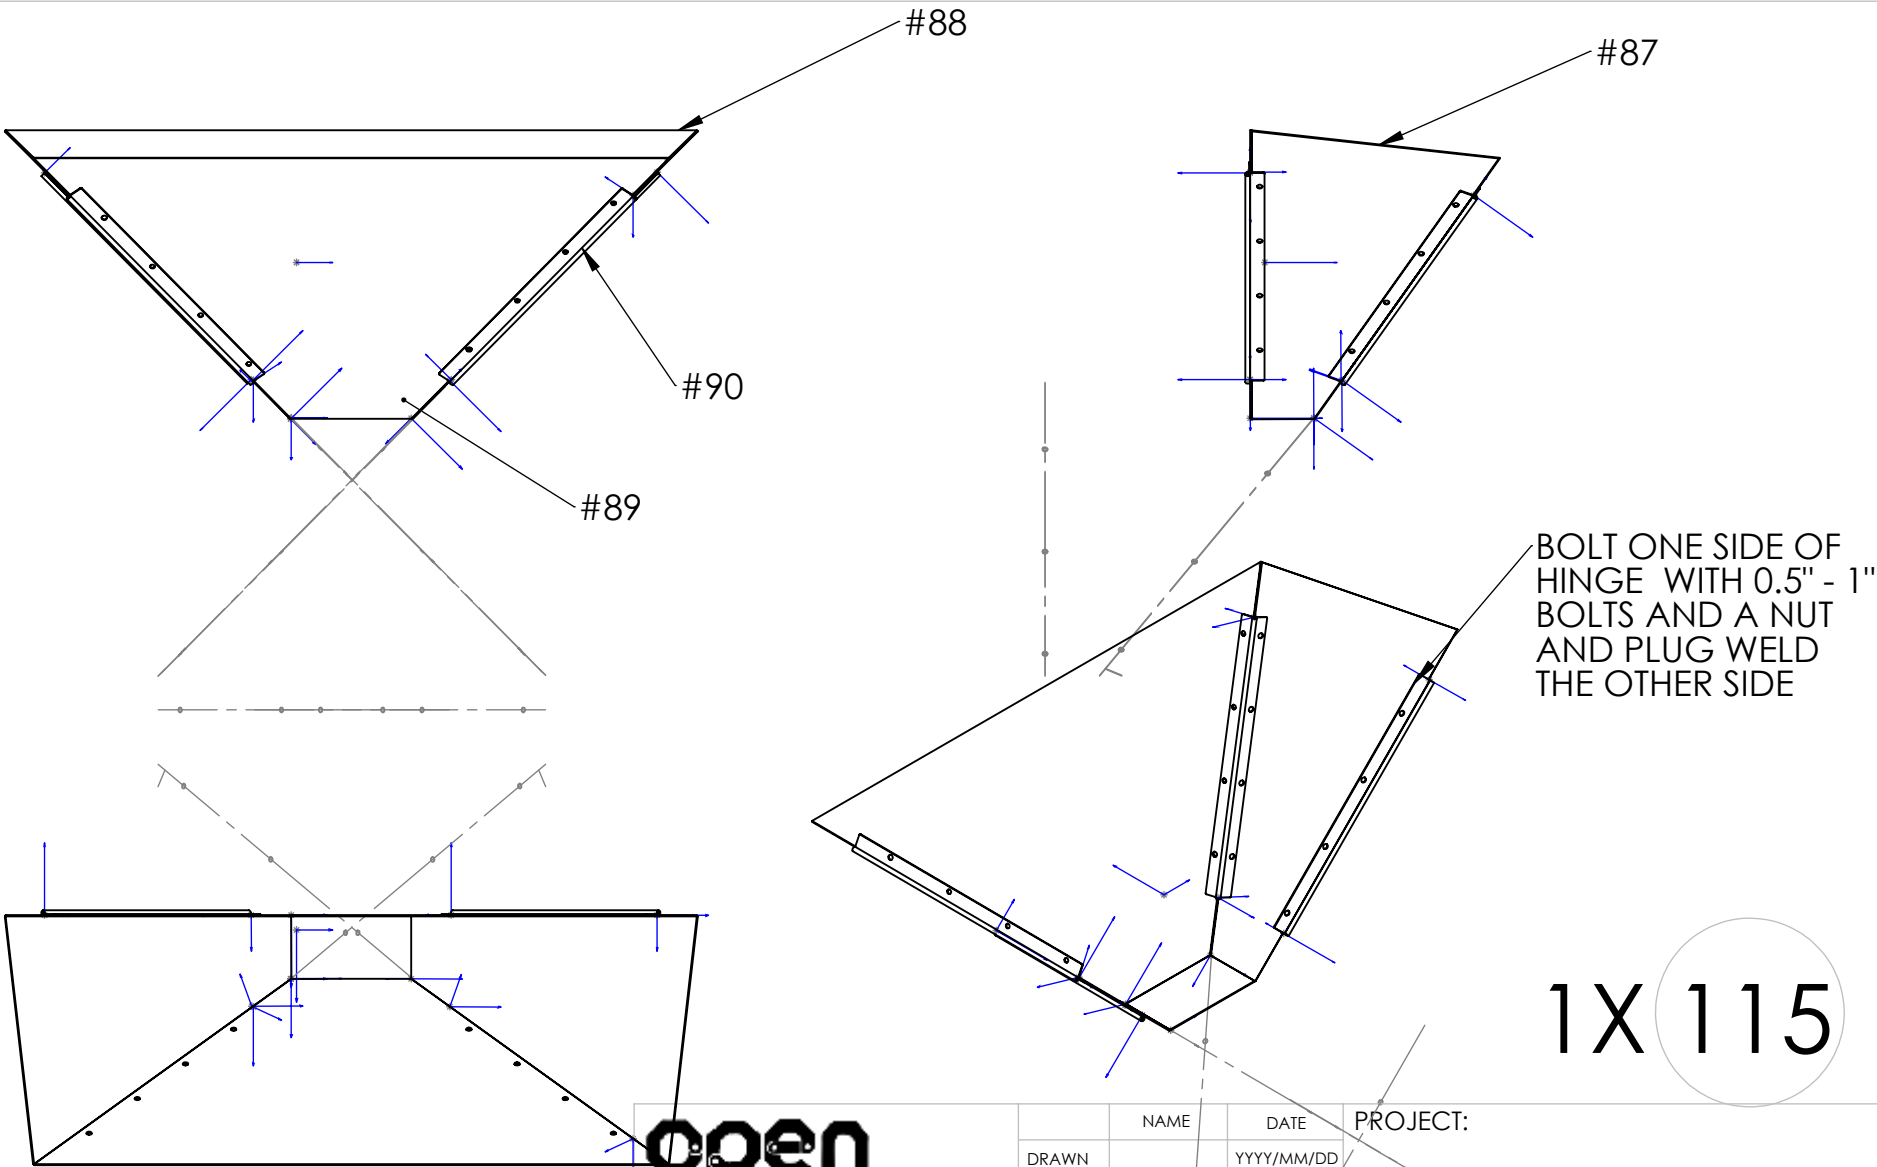 #88
#87
#90
#89
BOLT ONE SIDE OF
HINGE WITH 0.5" - 1"
BOLTS AND A NUT
AND PLUG WELD
THE OTHER SIDE
1X 115
open
NAME DATE PROJECT:
DRAWN YYYY/MM/DD